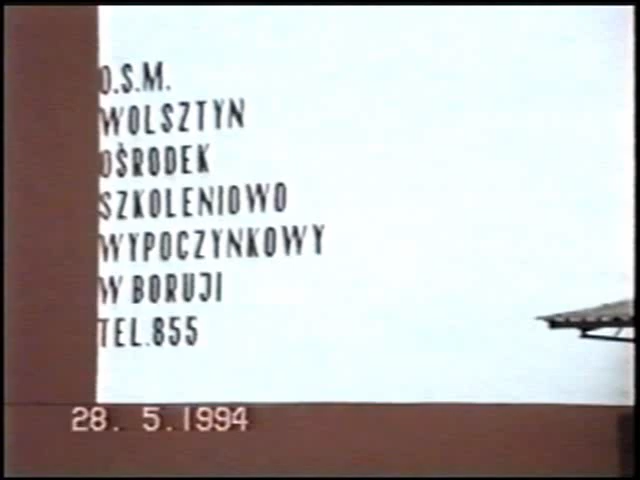 O.S.M.
WOLSZTYN
OŚRODEK
SZKOLENIOWO
WYPOCZYNKOWY
W BORUJI
TEL.855
28. 5.1994